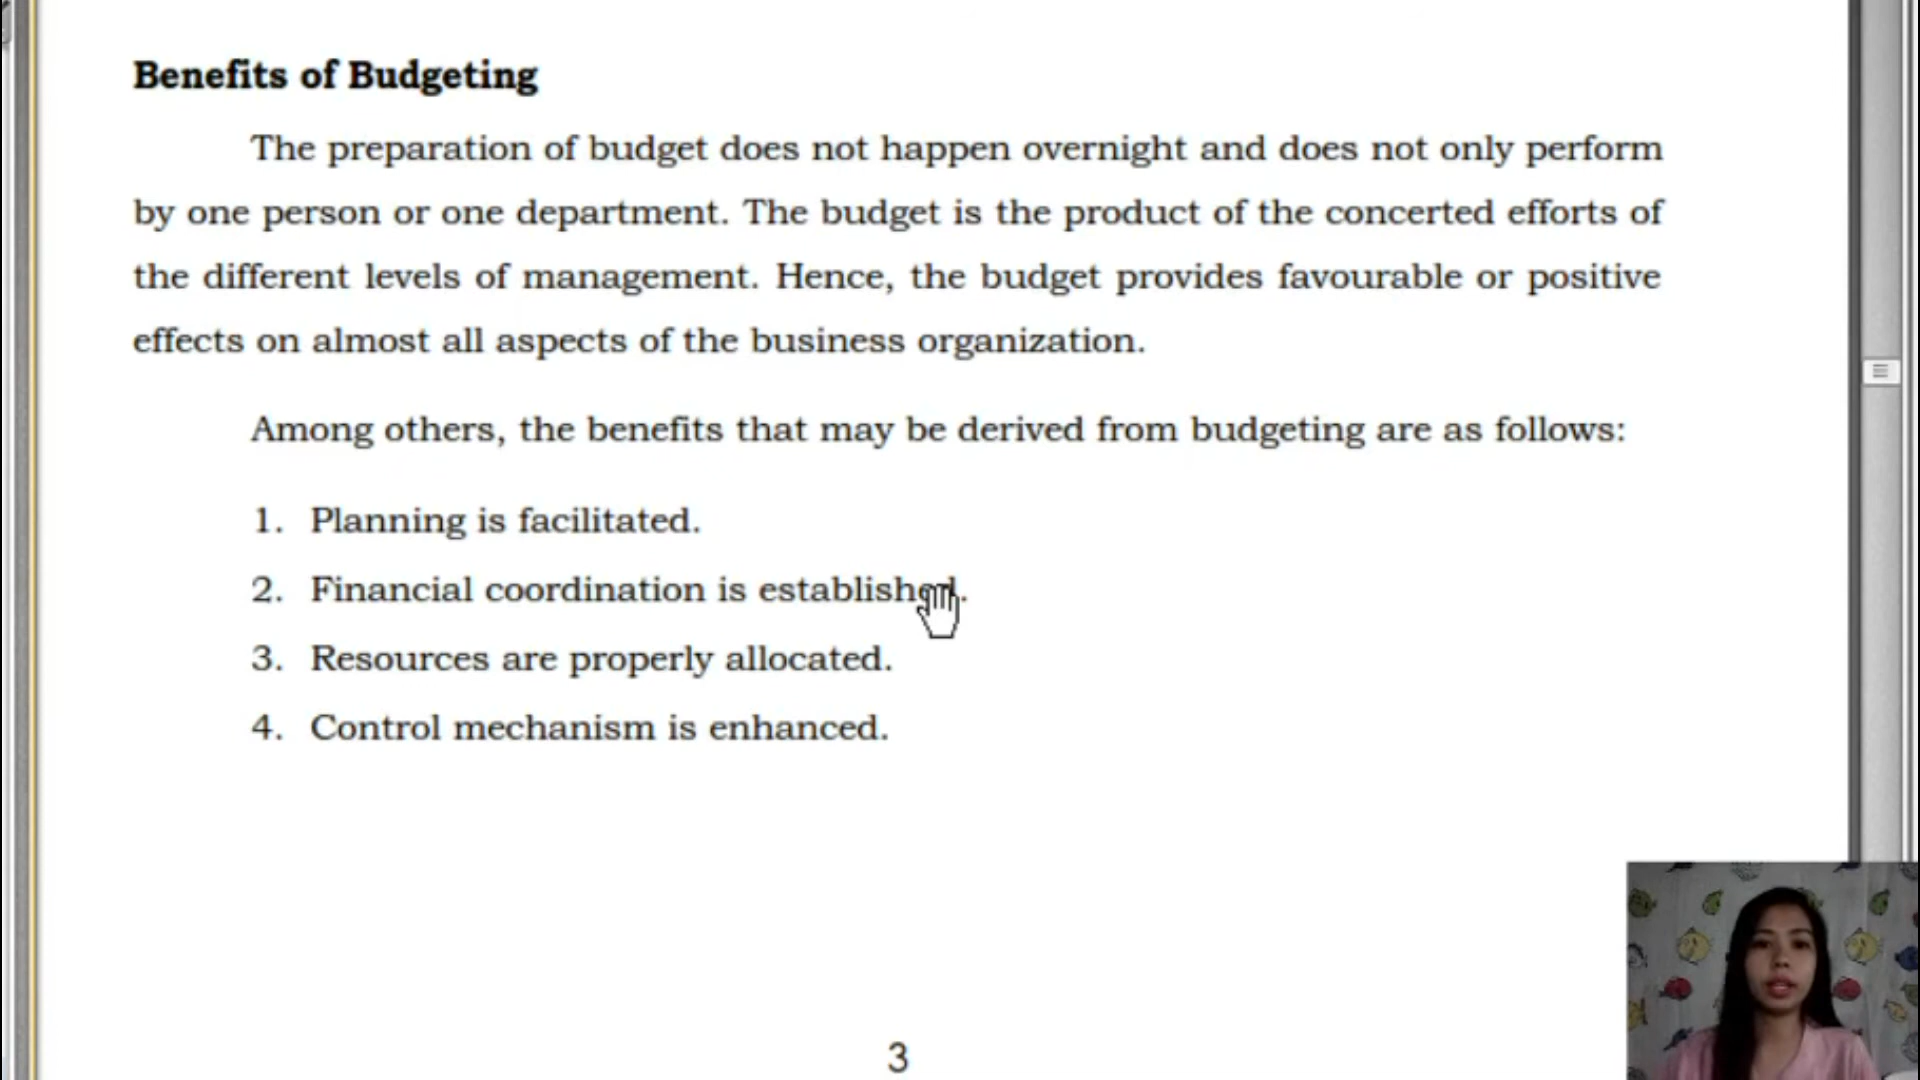 Benefits of Budgeting
The preparation of budget does not happen overnight and does not only perform
by one person or one department. The budget is the product of the concerted efforts of
the different levels of management. Hence, the budget provides favourable or positive
effects on almost all aspects of the business organization.
Among others, the benefits that may be derived from budgeting are as follows:
1. Planning is facilitated.
2. Financial coordination is established.
3. Resources are properly allocated.
4. Control mechanism is enhanced.
3